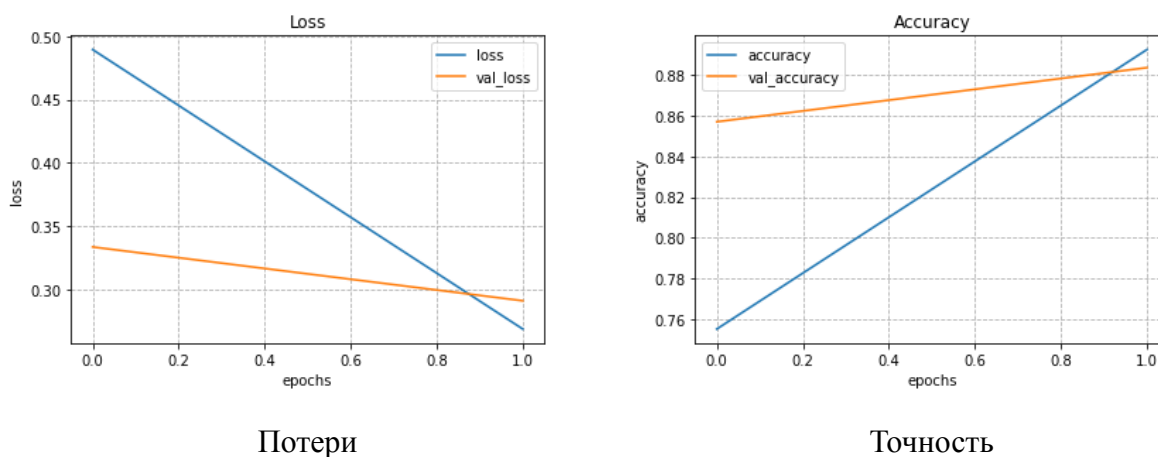 Loss
0.50
0.45
0.40
0.35
0.30
loss
loss
val_loss
0.0 0.2 0.4 0.6 0.8 1.0
epochs
Потери
Accuracy
0.88
0.86
0.84
0.82
0.80
0.78
0.76
accuracy
accuracy
val_accuracy
0.0 0.2 0.4 0.6 0.8 1.0
epochs
Точность